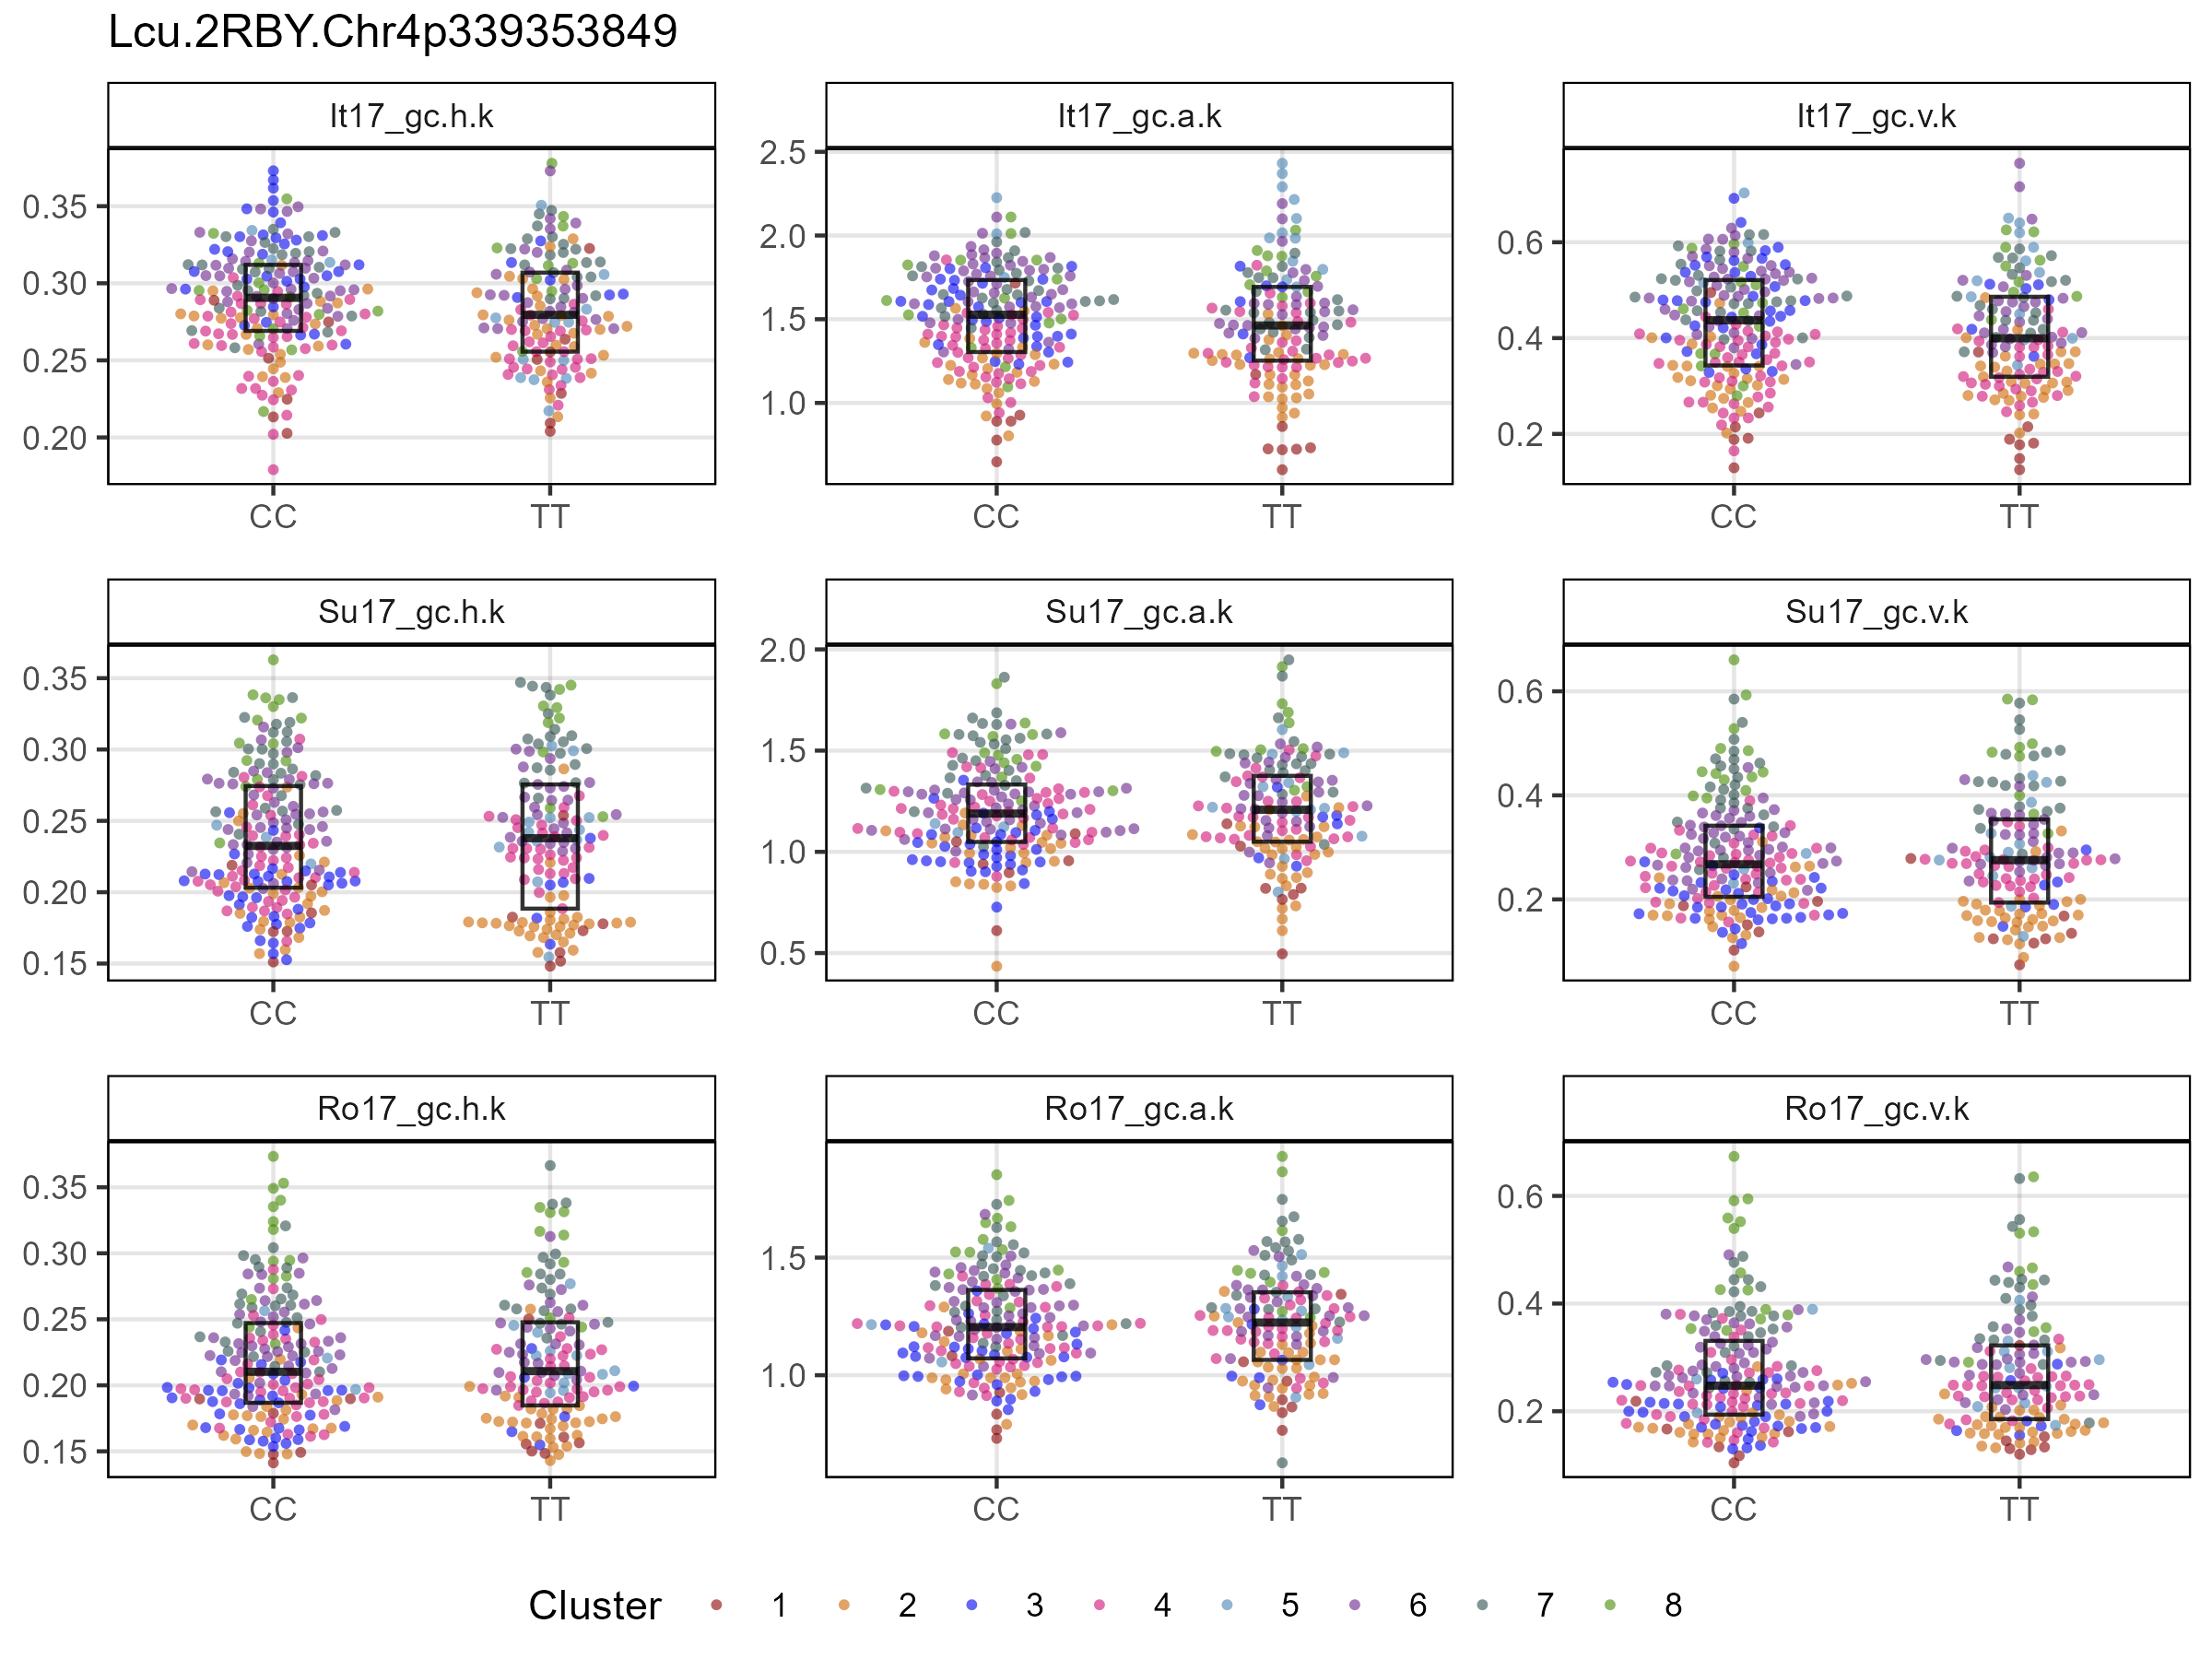 Lcu.2RBY.Chr4p339353849
It17_gc.h.k
It17_gc.a.k
It17_gc.v.k
0.35
0.30
0.25
0.20
2.5
2.0
1.5
1.0
0.6
0.4
0.2
CC
TT
CC
TT
CC
TT
Su17_gc.h.k
Su17_gc.a.k
Su17_gc.v.k
0.35
0.30
0.25
0.20
0.15
2.0
1.5
1.0
0.5
0.6
0.4
0.2
CC
TT
CC
TT
CC
TT
Ro17_gc.h.k
Ro17_gc.a.k
Ro17_gc.v.k
0.35
0.30
0.25
0.20
0.15
1.5
1.0
0.6
0.4
0.2
CC
TT
CC
TT
CC
TT
Cluster 1 2 3 4 5 6 7 8